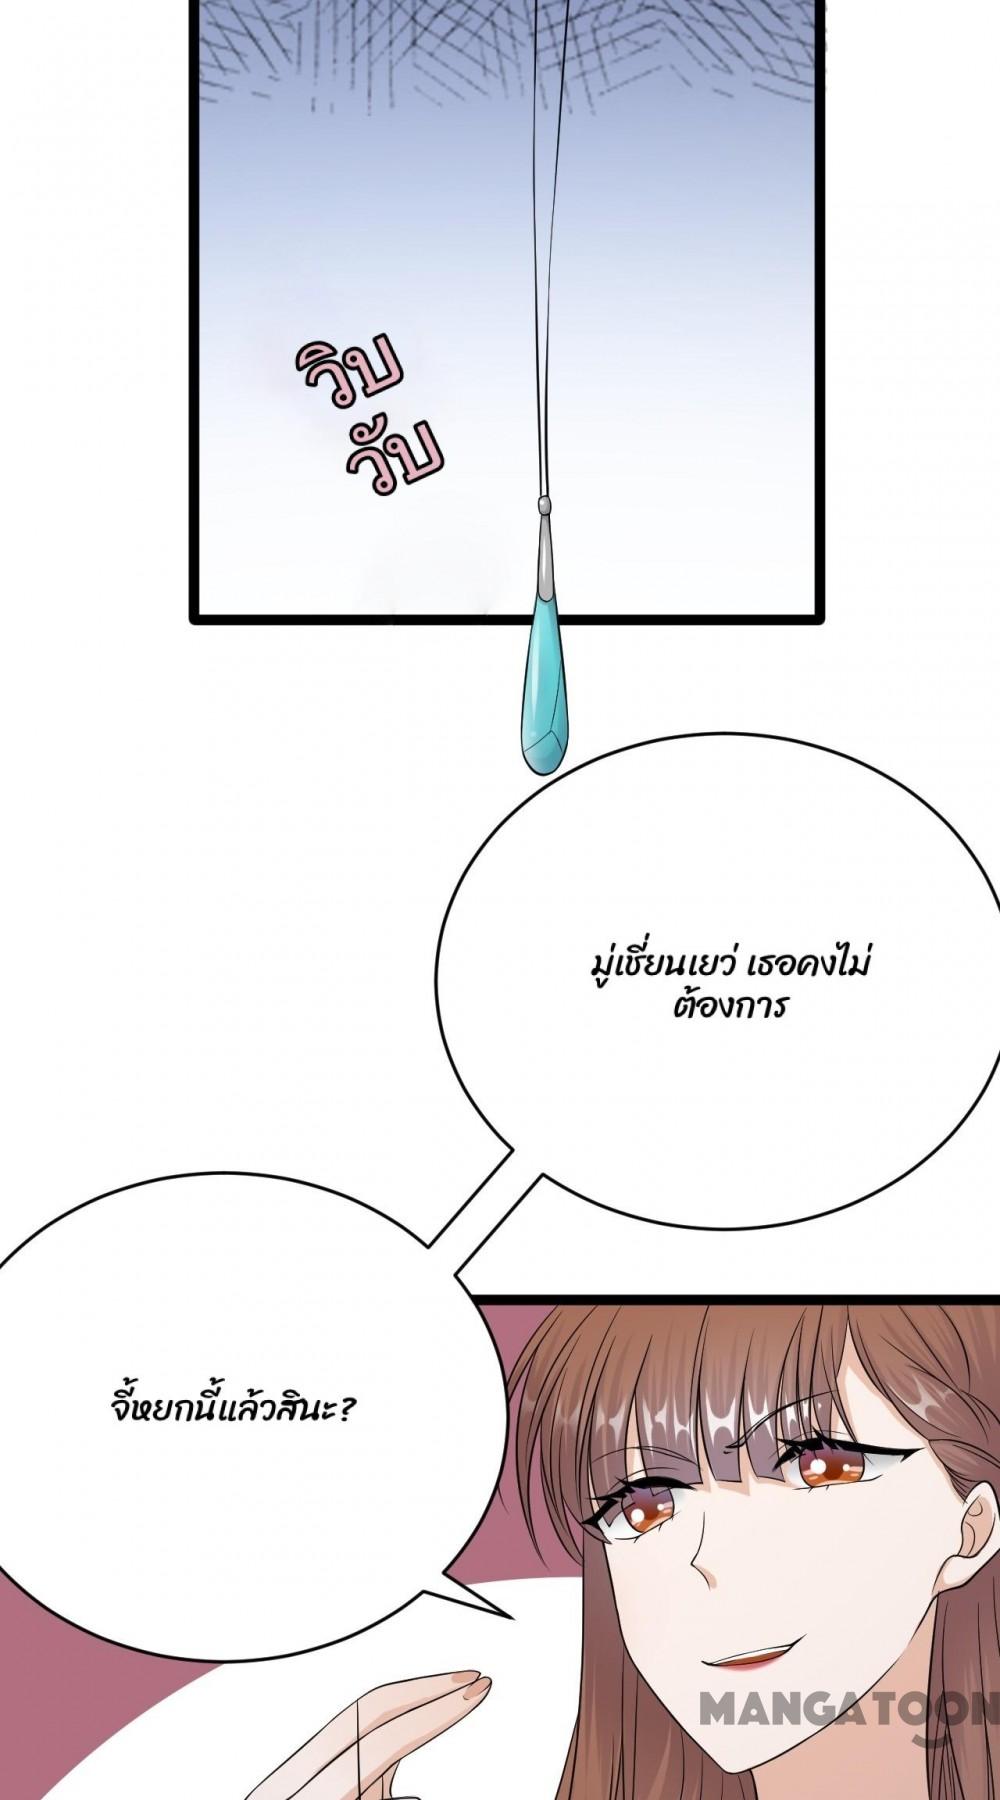 วิบ
วับ
มู่เชี่ยนเยว่ เธอคงไม่
ต้องการ
จี้หยกนี้แล้วสินะ?
MANGATOON